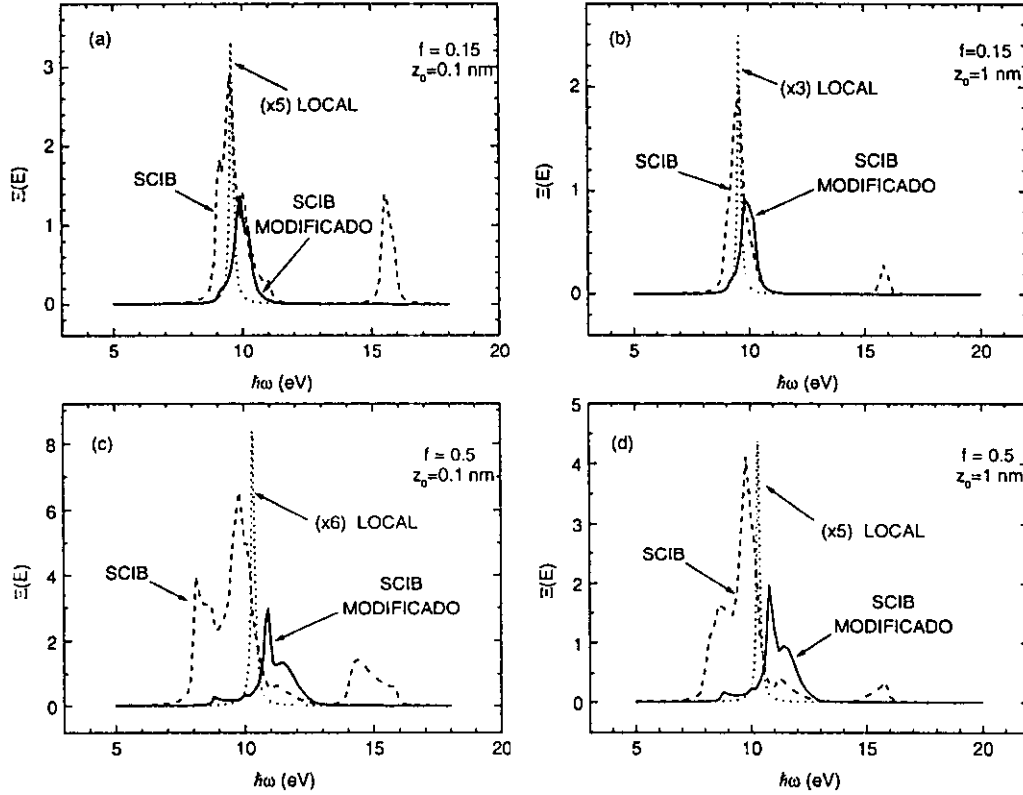 (a)
f = 0.15
z₀=0.1 nm
(x5) LOCAL
SCIB
SCIB
MODIFICADO
Ξ(E)
3
2
1
0
5
10
15
20
ħω (eV)
(b)
f=0.15
z₀=1 nm
(x3) LOCAL
SCIB
SCIB
MODIFICADO
Ξ(E)
2
1
0
5
10
15
20
ħω (eV)
(c)
f = 0.5
z₀=0.1 nm
(x6) LOCAL
SCIB
SCIB
MODIFICADO
Ξ(E)
8
6
4
2
0
5
10
15
20
ħω (eV)
(d)
f = 0.5
z₀=1 nm
(x5) LOCAL
SCIB
SCIB
MODIFICADO
Ξ(E)
5
4
3
2
1
0
5
10
15
20
ħω (eV)